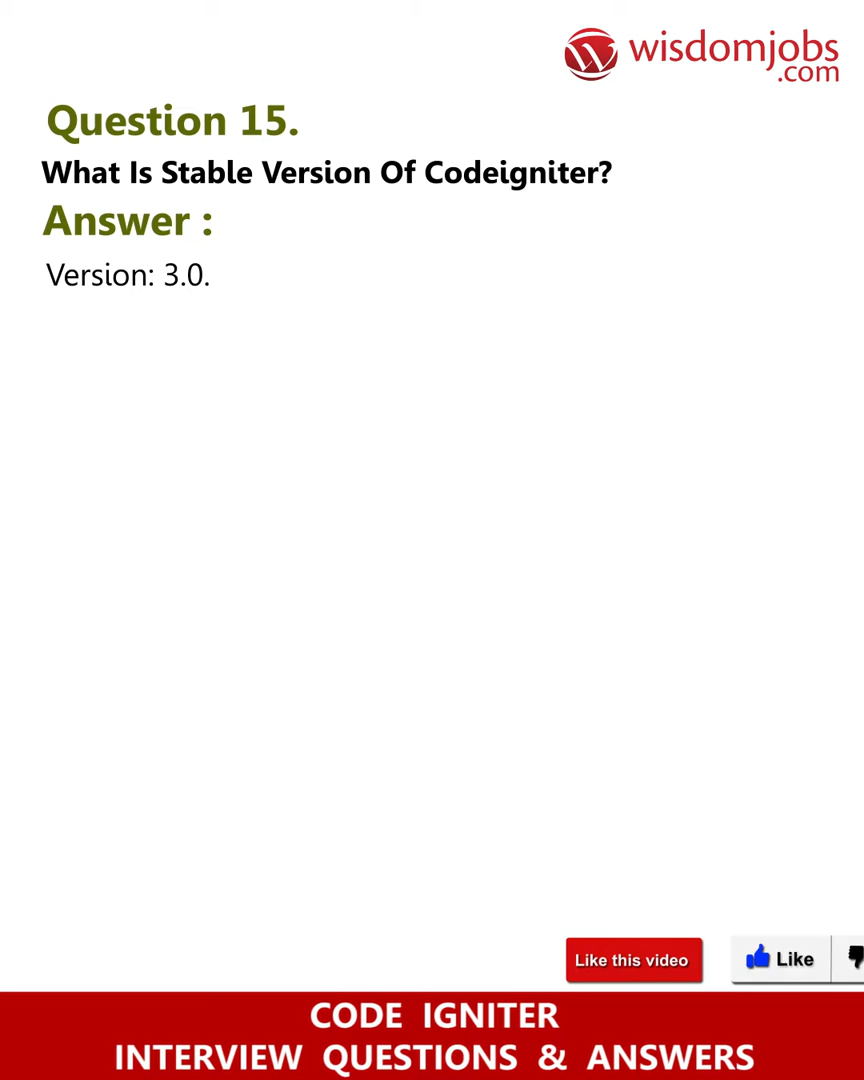 wisdomjobs
.com
Question 15.
What Is Stable Version Of Codeigniter?
Answer :
Version: 3.0.
Like this video
Like
CODE IGNITER
INTERVIEW QUESTIONS & ANSWERS